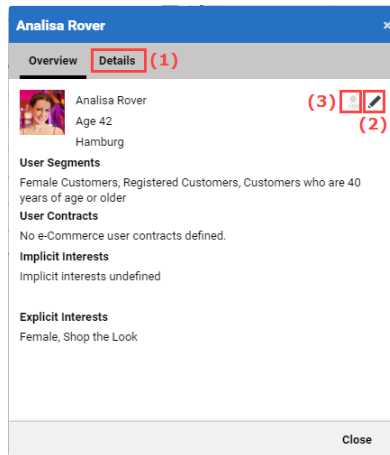 Analisa Rover ×
Overview Details (1)
Analisa Rover
(3)
Age 42
(2)
Hamburg
User Segments
Female Customers, Registered Customers, Customers who are 40
years of age or older
User Contracts
No e-Commerce user contracts defined.
Implicit Interests
Implicit interests undefined
Explicit Interests
Female, Shop the Look
Close